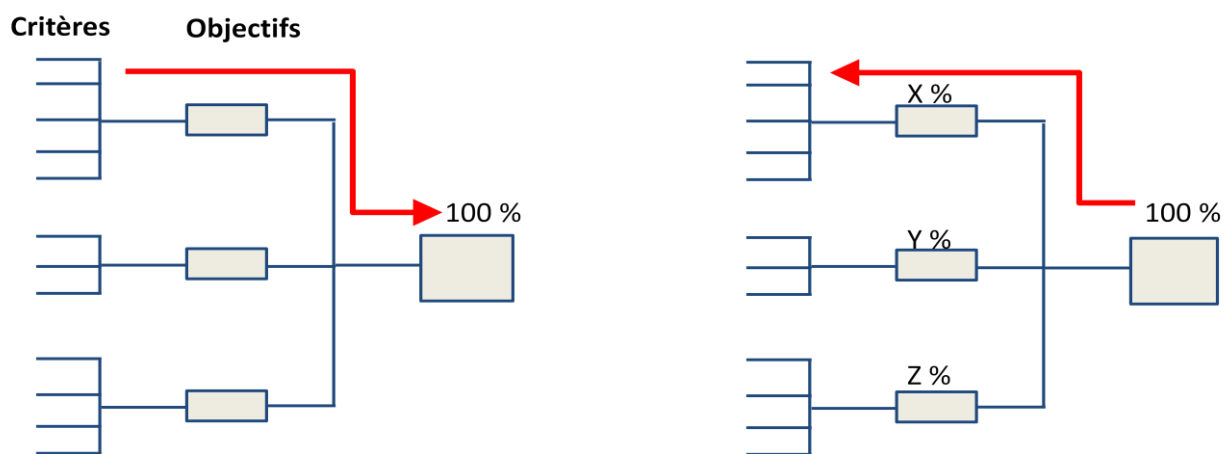 Critères
Objectifs
100 %
X %
Y %
Z %
100 %